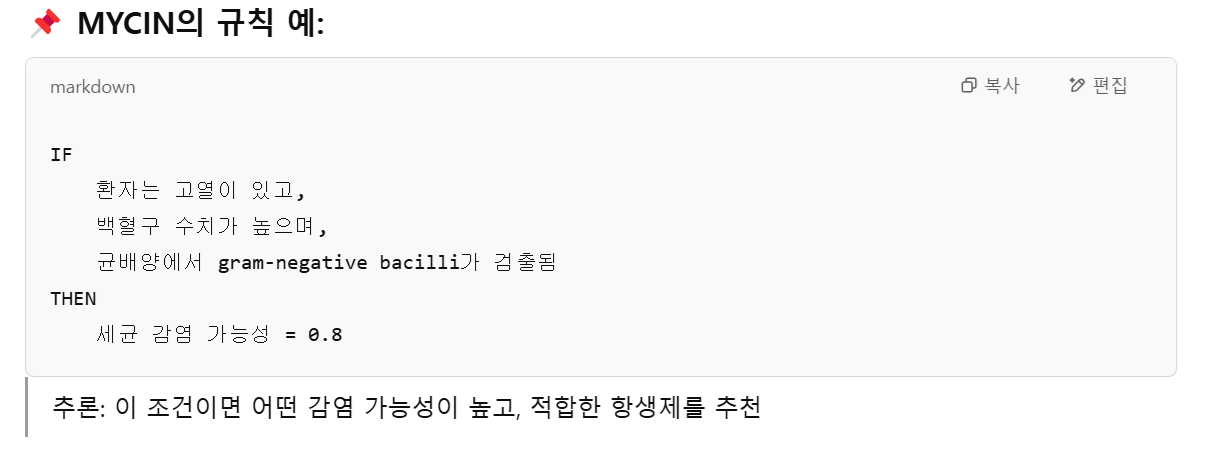 📌 MYCIN의 규칙 예:
markdown
복사
편집
IF
환자는 고열이 있고,
백혈구 수치가 높으며,
균배양에서 gram-negative bacilli가 검출됨
THEN
세균 감염 가능성 = 0.8
추론: 이 조건이면 어떤 감염 가능성이 높고, 적합한 항생제를 추천